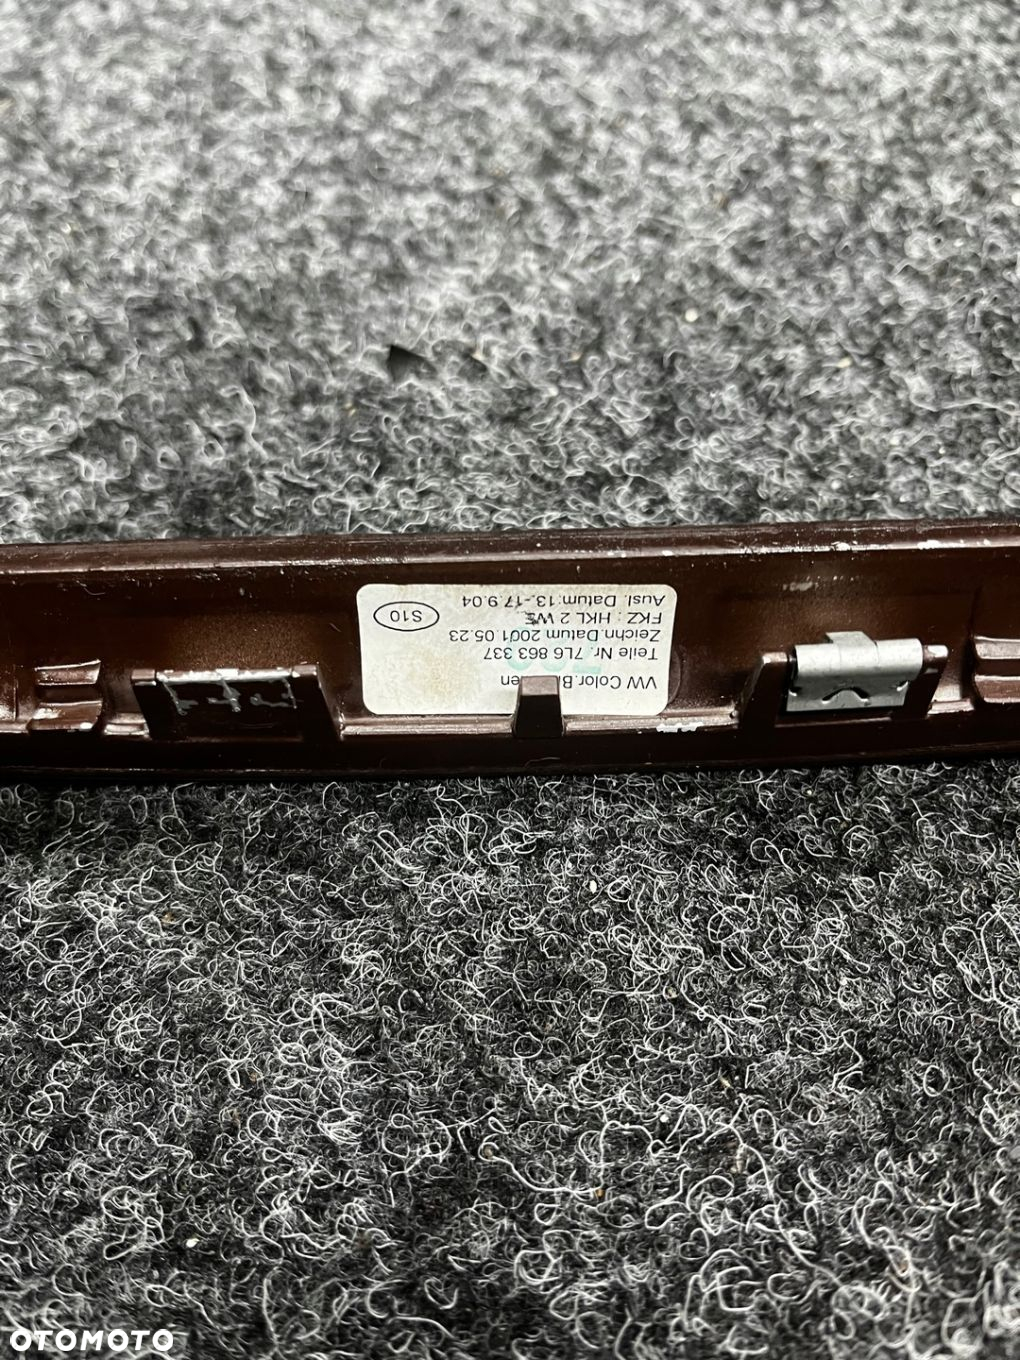 VW Color.B en
Teile Nr. 7L6 863 337
Zeichn.Datum 2001.05.23
FKZ : HKL 2 WE
Ausl. Datum:13.-17.9.04
S10
OTOMOTO